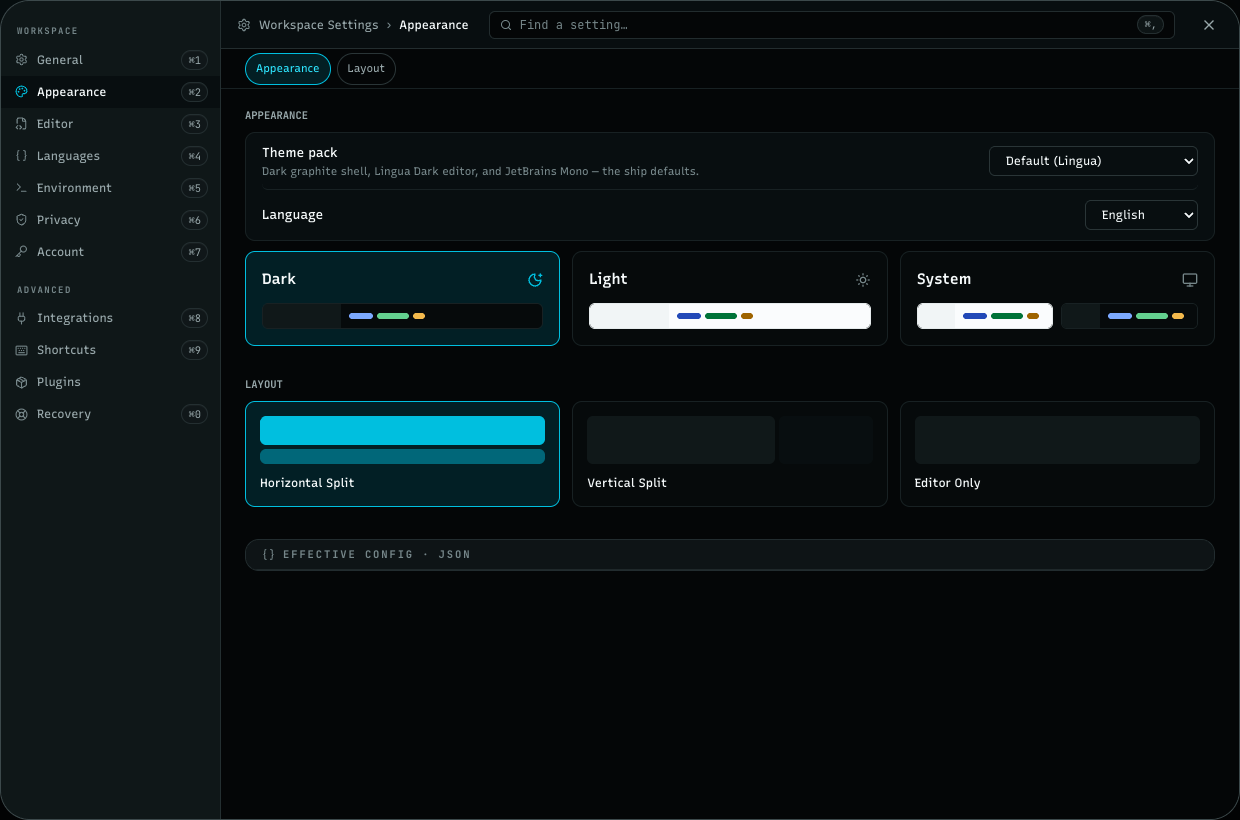 WORKSPACE
General ⌘1
Appearance ⌘2
Editor ⌘3
Languages ⌘4
Environment ⌘5
Privacy ⌘6
Account ⌘7
ADVANCED
Integrations ⌘8
Shortcuts ⌘9
Plugins
Recovery ⌘0
Workspace Settings › Appearance
Find a setting… ⌘,
Appearance
Layout
APPEARANCE
Theme pack
Dark graphite shell, Lingua Dark editor, and JetBrains Mono — the ship defaults.
Default (Lingua)
Language
English
Dark
Light
System
LAYOUT
Horizontal Split
Vertical Split
Editor Only
{} EFFECTIVE CONFIG · JSON